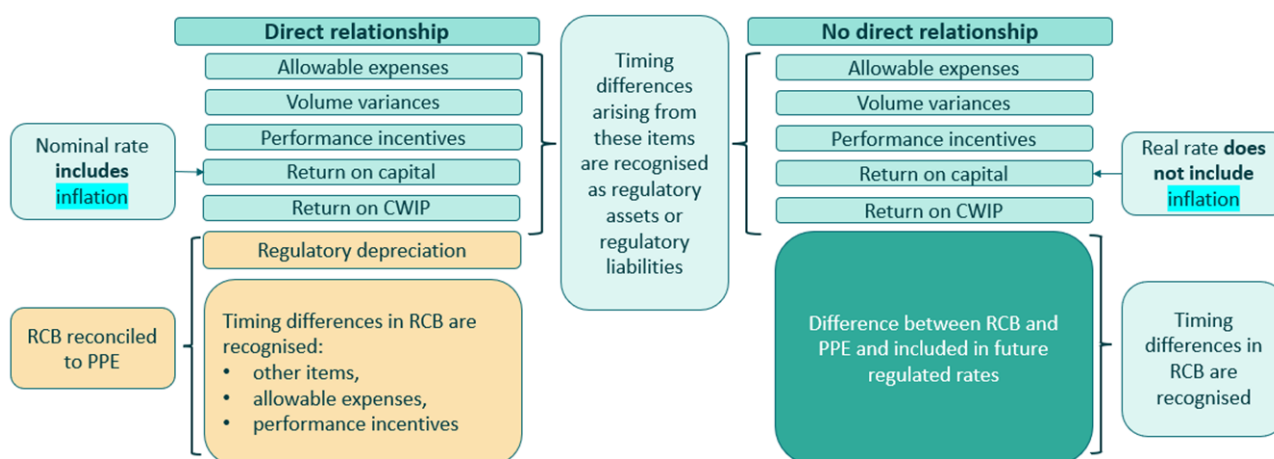 Direct relationship
Allowable expenses
Volume variances
Performance incentives
Return on capital
Return on CWIP
Regulatory depreciation
Timing differences in RCB are
recognised:
• other items,
• allowable expenses,
• performance incentives
Nominal rate
includes
inflation
RCB reconciled
to PPE
Timing
differences
arising from
these items
are recognised
as regulatory
assets or
regulatory
liabilities
No direct relationship
Allowable expenses
Volume variances
Performance incentives
Return on capital
Return on CWIP
Difference between RCB and
PPE and included in future
regulated rates
Real rate does
not include
inflation
Timing
differences in
RCB are
recognised